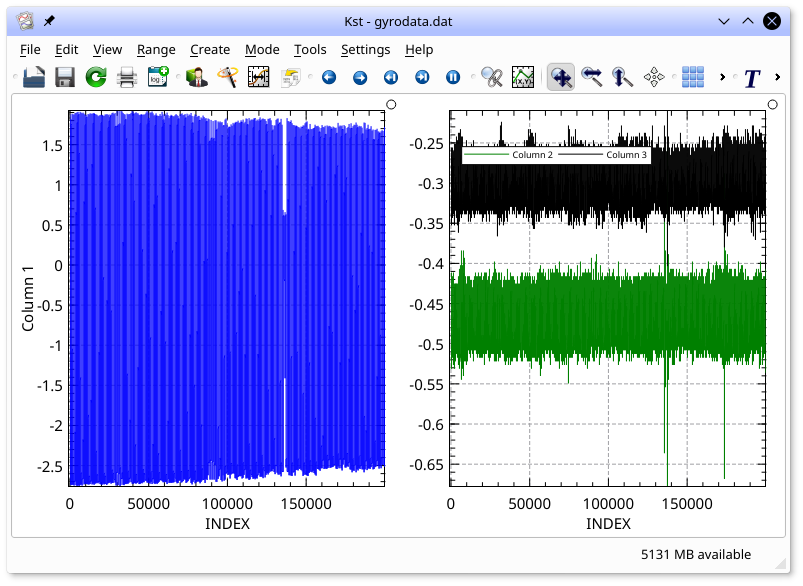 Kst - gyrodata.dat
File Edit View Range Create Mode Tools Settings Help
log
(X,Y)
T
1.5
1
0.5
0
-0.5
-1
-1.5
-2
-2.5
Column 1
0 50000 100000 150000
INDEX
-0.25
-0.3
-0.35
-0.4
-0.45
-0.5
-0.55
-0.6
-0.65
Column 2 Column 3
0 50000 100000 150000
INDEX
5131 MB available